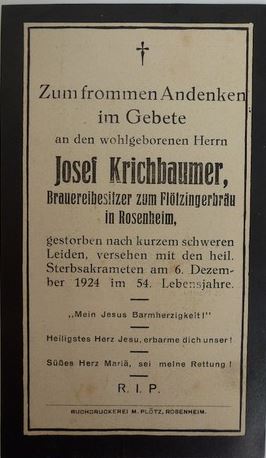 †
Zum frommen Andenken
im Gebete
an den wohlgeborenen Herrn
Josef Krichbaumer,
Brauereibesitzer zum Flötzingerbräu
in Rosenheim,
gestorben nach kurzem schweren
Leiden, versehen mit den heil.
Sterbsakrameten am 6. Dezem-
ber 1924 im 54. Lebensjahre.
„Mein Jesus Barmherzigkeit!"
Heiligstes Herz Jesu, erbarme dich unser!
Süßes Herz Mariä, sei meine Rettung!
R. I. P.
BUCHDRUCKEREI M. PLÖTZ, ROSENHEIM.